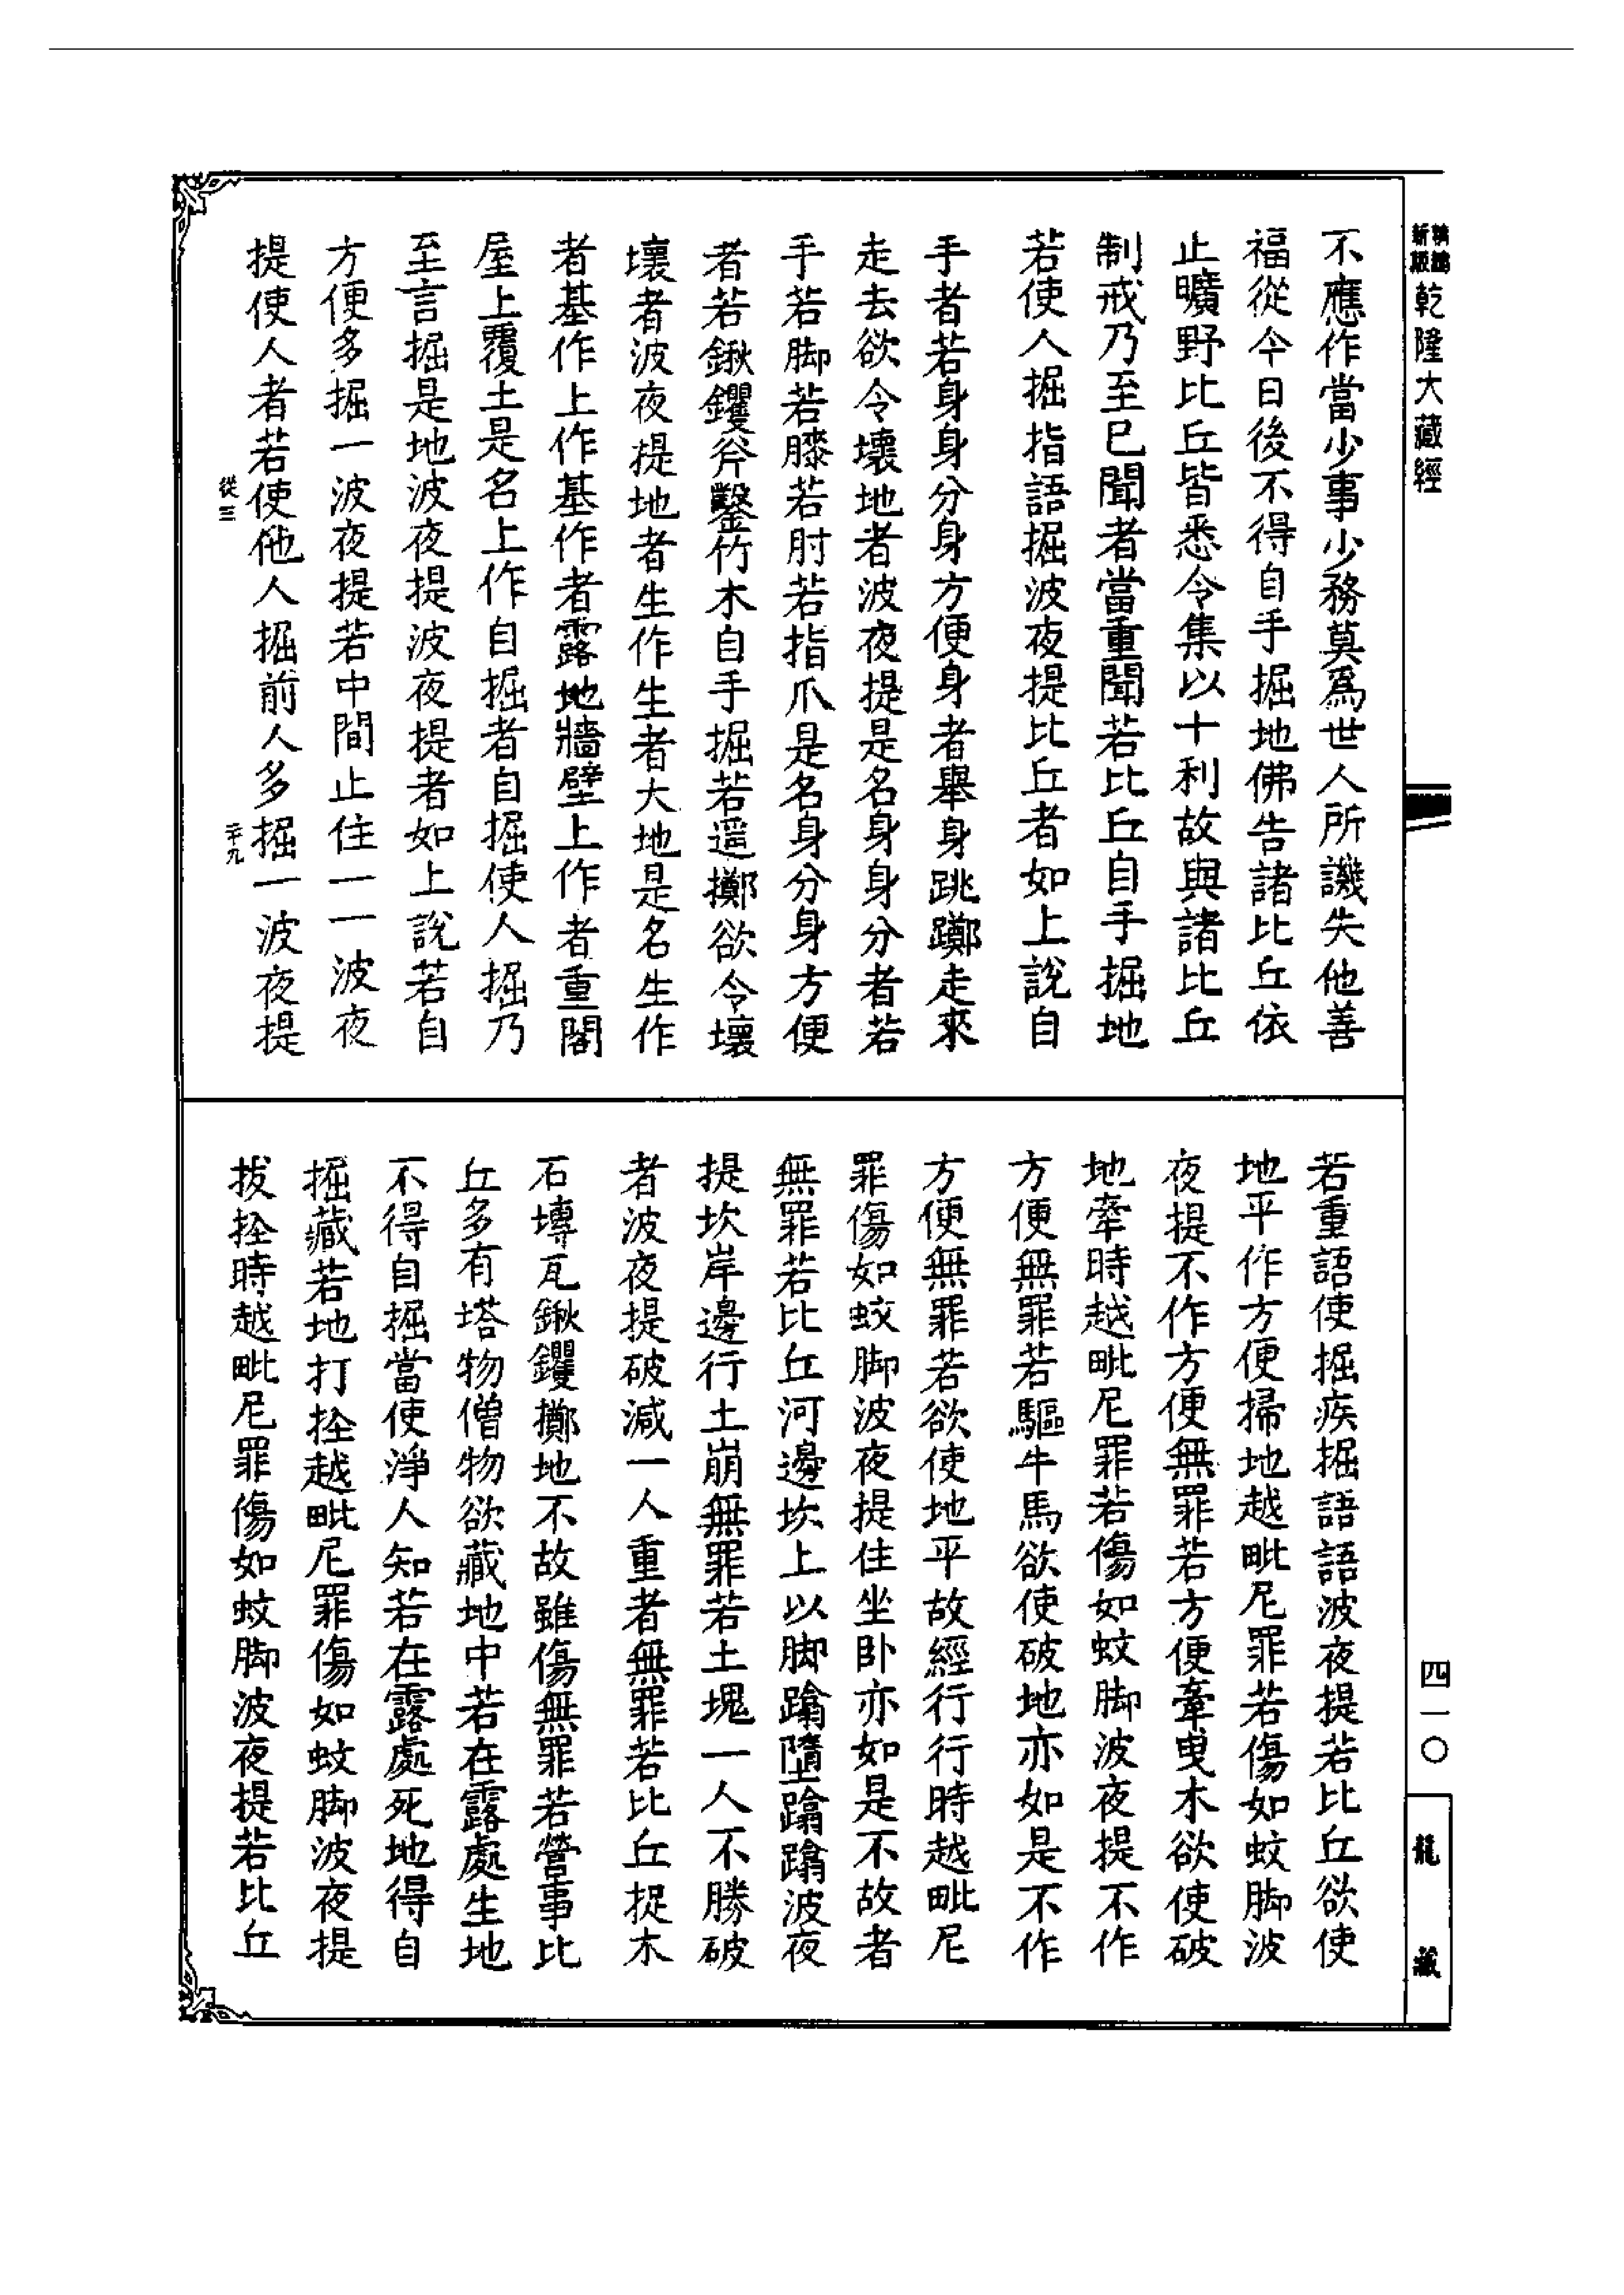 乾隆大藏經
不應作當少事少務莫爲世人所譏失他善
福從今日後不得自手掘地佛告諸比丘依
止曠野比丘皆悉令集以十利故與諸比丘
制戒乃至已聞者當重聞若比丘自手掘地
若使人掘指語掘波夜提比丘者如上說自
手者若身身分身方便身者舉身跳躑走來
走去欲令壞地者波夜提是名身身分者若
手若脚若膝若肘若指爪是名身分身方便
者若鍬钁斧鑿竹木自手掘若遥擲欲令壞
壞者波夜提地者生作生者大地是名生作
者基作上作基作者露地牆壁上作者重閣
屋上覆土是名上作自掘者自掘使人掘乃
至言掘是地波夜提波夜提者如上說若自
方便多掘一波夜提若中間止住一一波夜
提使人者若使他人掘前人多掘一波夜提
從三
二十九
若重語使掘疾掘語語波夜提若比丘欲使
地平作方便掃地越毗尼罪若傷如蚊脚波
夜提不作方便無罪若方便牽曳木欲使破
地牽時越毗尼罪若傷如蚊脚波夜提不作
方便無罪若驅牛馬欲使破地亦如是不作
方便無罪若欲使地平故經行行時越毗尼
罪傷如蚊脚波夜提住坐卧亦如是不故者
無罪若比丘河邊坎上以脚蹹墮蹹蹹波夜
提坎岸邊行土崩無罪若土塊一人不勝破
者波夜提破減一人重者無罪若比丘捉木
石塼瓦鍬钁擲地不故雖傷無罪若營事比
丘多有塔物僧物欲藏地中若在露處生地
不得自掘當使淨人知若在露處死地得自
掘藏若地打拴越毗尼罪傷如蚊脚波夜提
拔拴時越毗尼罪傷如蚊脚波夜提若比丘
四一〇
龍藏